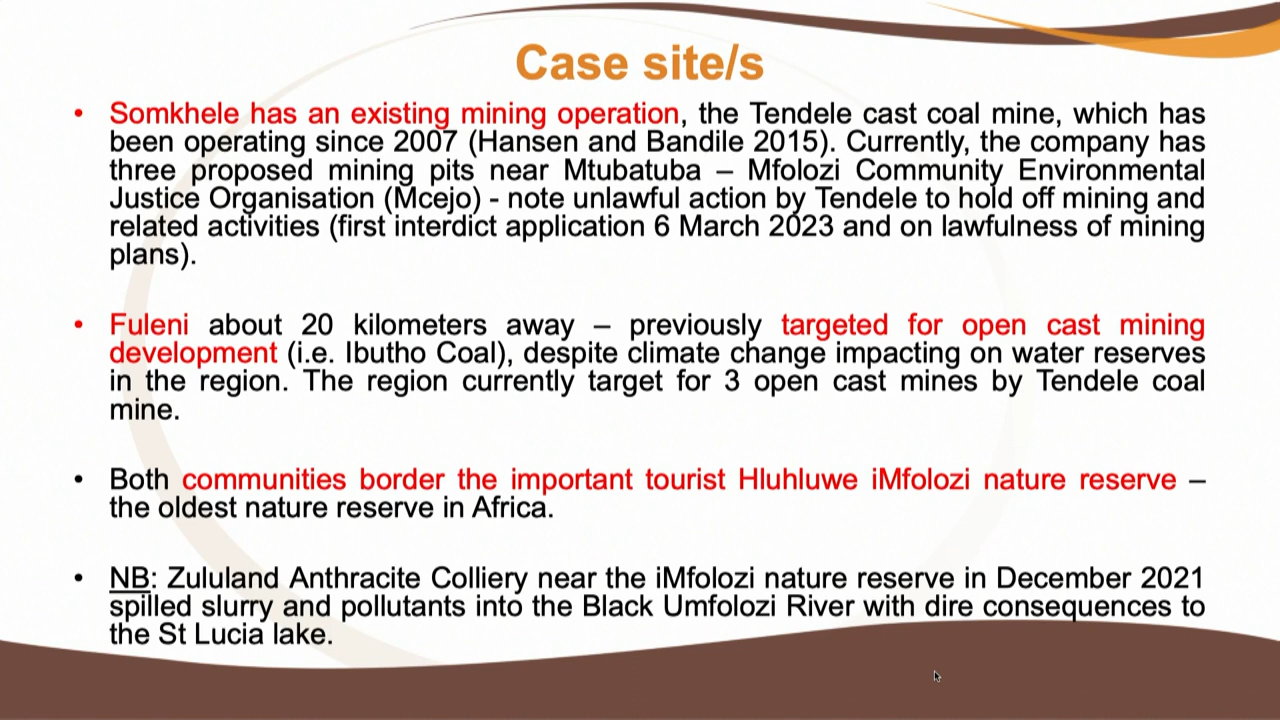 Case site/s
• Somkhele has an existing mining operation, the Tendele cast coal mine, which has
been operating since 2007 (Hansen and Bandile 2015). Currently, the company has
three proposed mining pits near Mtubatuba – Mfolozi Community Environmental
Justice Organisation (Mcejo) - note unlawful action by Tendele to hold off mining and
related activities (first interdict application 6 March 2023 and on lawfulness of mining
plans).
• Fuleni about 20 kilometers away – previously targeted for open cast mining
development (i.e. Ibutho Coal), despite climate change impacting on water reserves
in the region. The region currently target for 3 open cast mines by Tendele coal
mine.
• Both communities border the important tourist Hluhluwe iMfolozi nature reserve –
the oldest nature reserve in Africa.
• NB: Zululand Anthracite Colliery near the iMfolozi nature reserve in December 2021
spilled slurry and pollutants into the Black Umfolozi River with dire consequences to
the St Lucia lake.